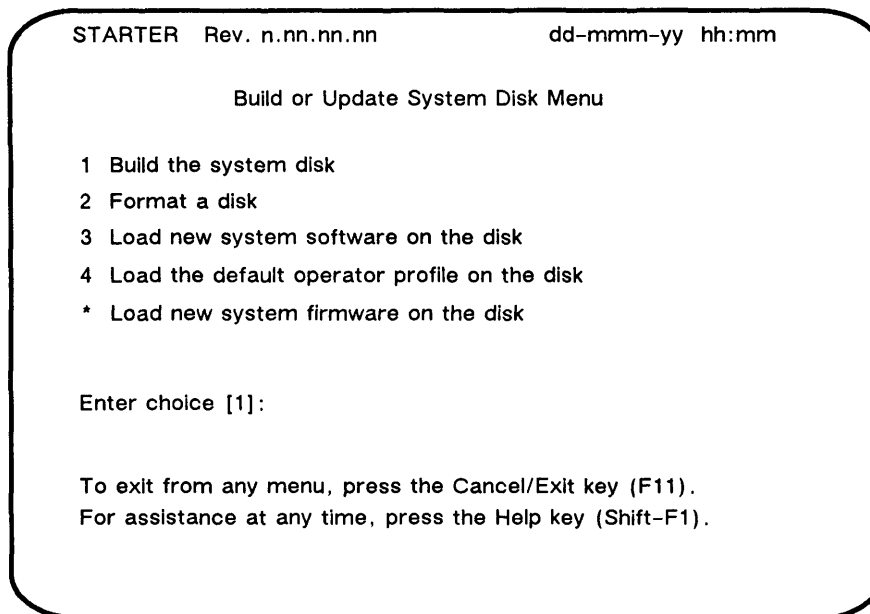 STARTER Rev. n.nn.nn.nn dd-mmm-yy hh:mm
Build or Update System Disk Menu
1 Build the system disk
2 Format a disk
3 Load new system software on the disk
4 Load the default operator profile on the disk
* Load new system firmware on the disk
Enter choice [1]:
To exit from any menu, press the Cancel/Exit key (F11).
For assistance at any time, press the Help key (Shift-F1).